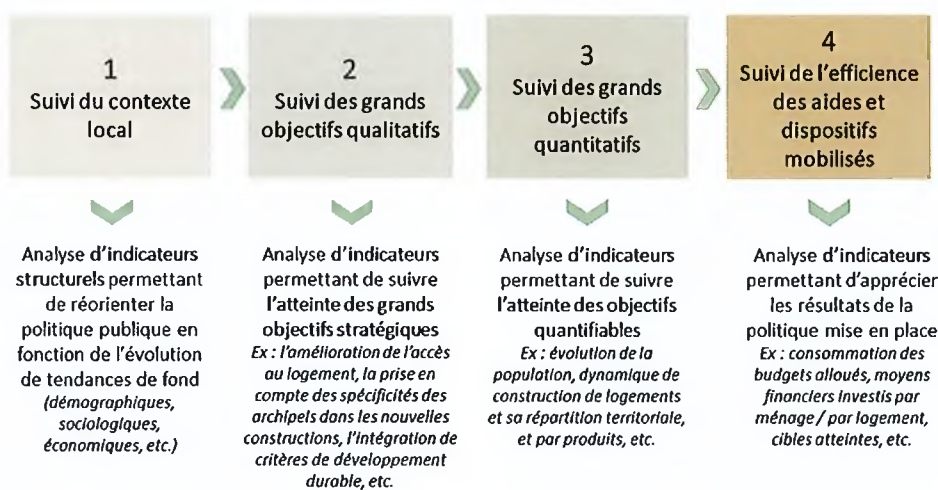 1
Suivi du contexte
local
2
Suivi des grands
objectifs qualitatifs
3
Suivi des grands
objectifs
quantitatifs
4
Suivi de l'efficience
des aides et
dispositifs
mobilisés
Analyse d'indicateurs
structurels permettant
de réorienter la
politique publique en
fonction de l'évolution
de tendances de fond
(démographiques,
sociologiques,
économiques, etc.)
Analyse d'indicateurs
permettant de suivre
l'atteinte des grands
objectifs stratégiques
Ex : l'amélioration de l'accès
au logement, la prise en
compte des spécificités des
archipels dans les nouvelles
constructions, l'intégration de
critères de développement
durable, etc.
Analyse d'indicateurs
permettant de suivre
l'atteinte des objectifs
quantifiables
Ex : évolution de la
population, dynamique de
construction de logements
et sa répartition territoriale,
et par produits, etc.
Analyse d'indicateurs
permettant d'apprécier
les résultats de la
politique mise en place
Ex : consommation des
budgets alloués, moyens
financiers investis par
ménage / par logement,
cibles atteintes, etc.